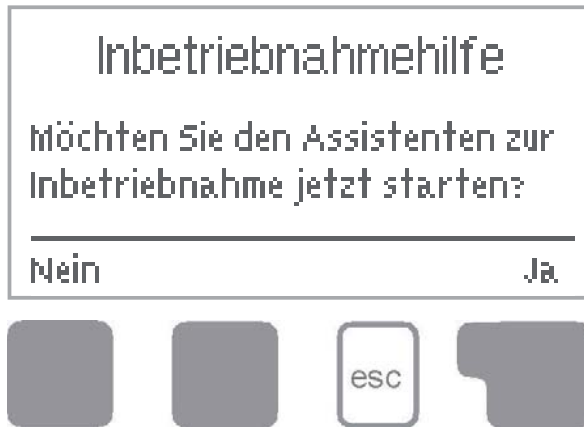 Inbetriebnahmehilfe
Möchten Sie den Assistenten zur
Inbetriebnahme jetzt starten?
Nein Ja
esc